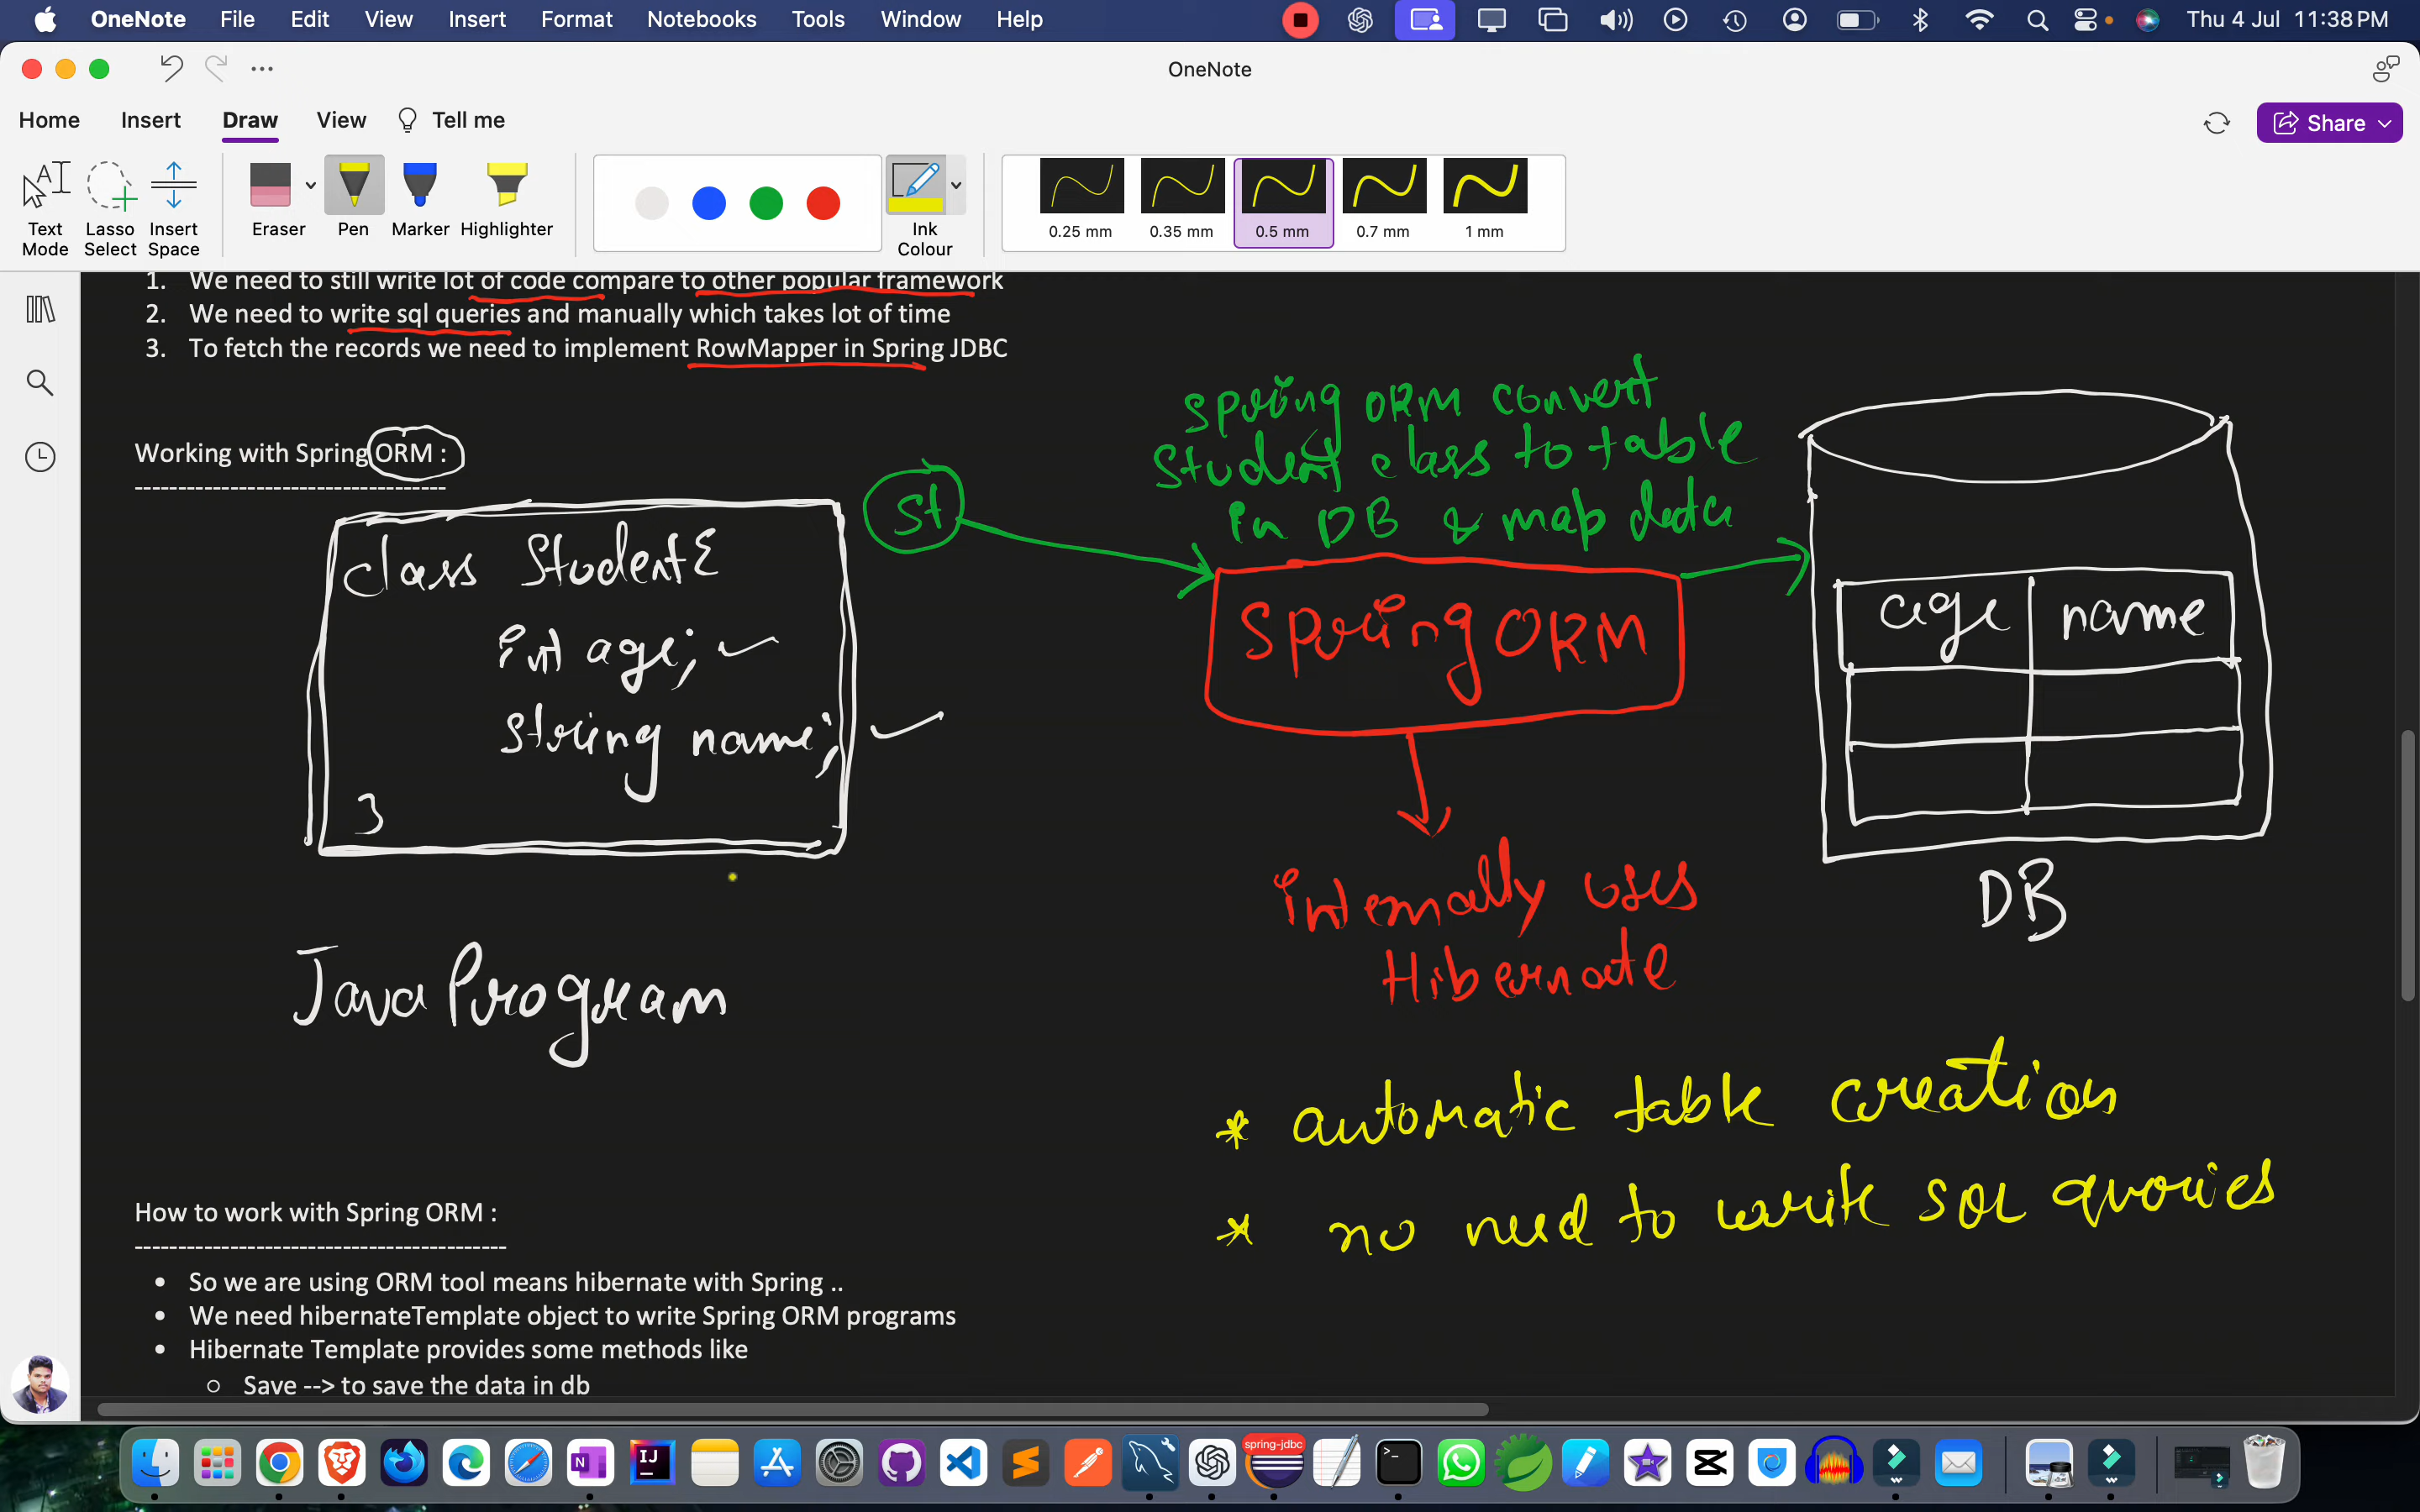 OneNote File Edit View Insert Format Notebooks Tools Window Help Thu 4 Jul 11:38 PM
OneNote
Home Insert Draw View Tell me Share
Text Mode
Lasso Select
Insert Space
Eraser Pen Marker Highlighter
Ink Colour
0.25 mm 0.35 mm 0.5 mm 0.7 mm 1 mm
1. We need to still write lot of code compare to other popular framework
2. We need to write sql queries and manually which takes lot of time
3. To fetch the records we need to implement RowMapper in Spring JDBC
Working with Spring ORM :
-----------------------------------
class Student{
int age;
String name;
}
Java Program
St
Spring ORM convert
Student class to table
in DB & map data
Spring ORM
internally uses
Hibernate
age name
DB
* automatic table creation
* no need to write SQL queries
How to work with Spring ORM :
------------------------------------------
• So we are using ORM tool means hibernate with Spring ..
• We need hibernateTemplate object to write Spring ORM programs
• Hibernate Template provides some methods like
○ Save --> to save the data in db
spring-jdbc